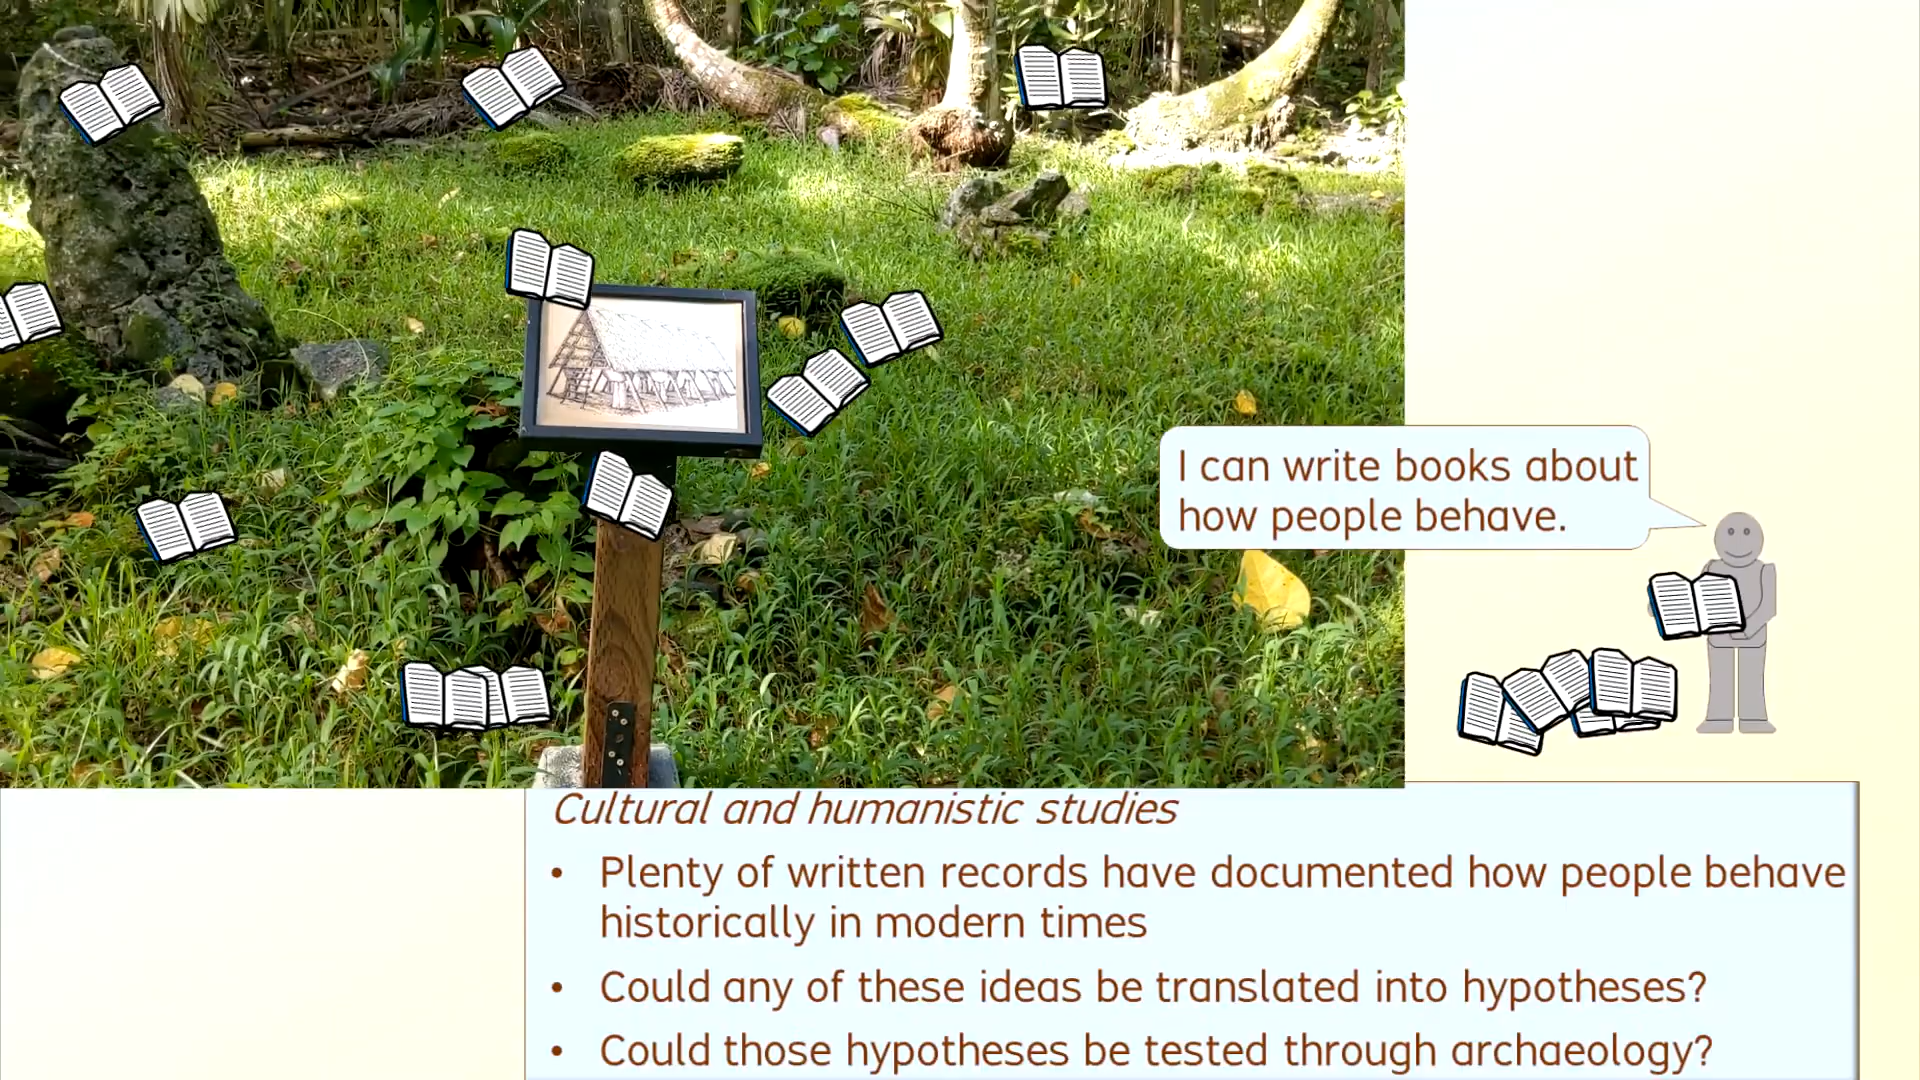 I can write books about
how people behave.
Cultural and humanistic studies
• Plenty of written records have documented how people behave
historically in modern times
• Could any of these ideas be translated into hypotheses?
• Could those hypotheses be tested through archaeology?